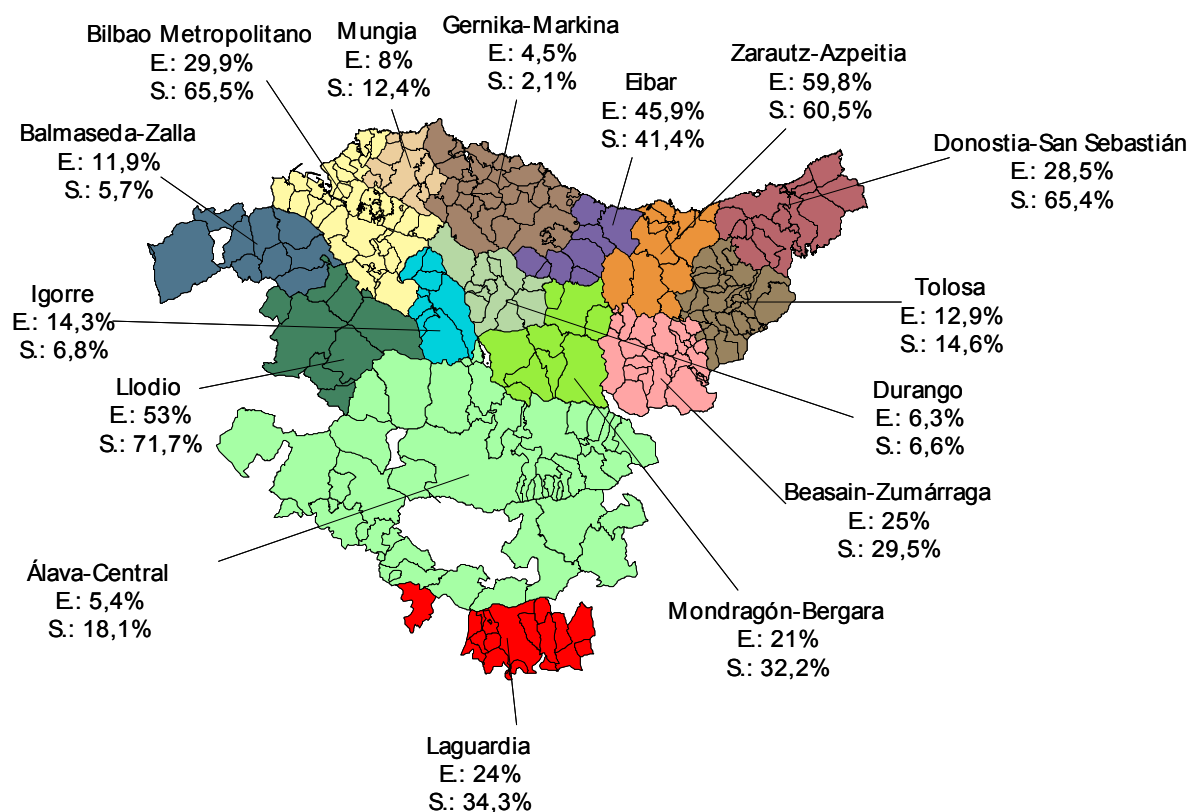 Bilbao Metropolitano
E.: 29,9%
S.: 65,5%
Mungia
E.: 8%
S.: 12,4%
Gernika-Markina
E.: 4,5%
S.: 2,1%
Eibar
E.: 45,9%
S.: 41,4%
Zarautz-Azpeitia
E.: 59,8%
S.: 60,5%
Balmaseda-Zalla
E.: 11,9%
S.: 5,7%
Donostia-San Sebastián
E.: 28,5%
S.: 65,4%
Igorre
E.: 14,3%
S.: 6,8%
Tolosa
E.: 12,9%
S.: 14,6%
Llodio
E.: 53%
S.: 71,7%
Durango
E.: 6,3%
S.: 6,6%
Beasain-Zumárraga
E.: 25%
S.: 29,5%
Álava-Central
E.: 5,4%
S.: 18,1%
Mondragón-Bergara
E.: 21%
S.: 32,2%
Laguardia
E.: 24%
S.: 34,3%